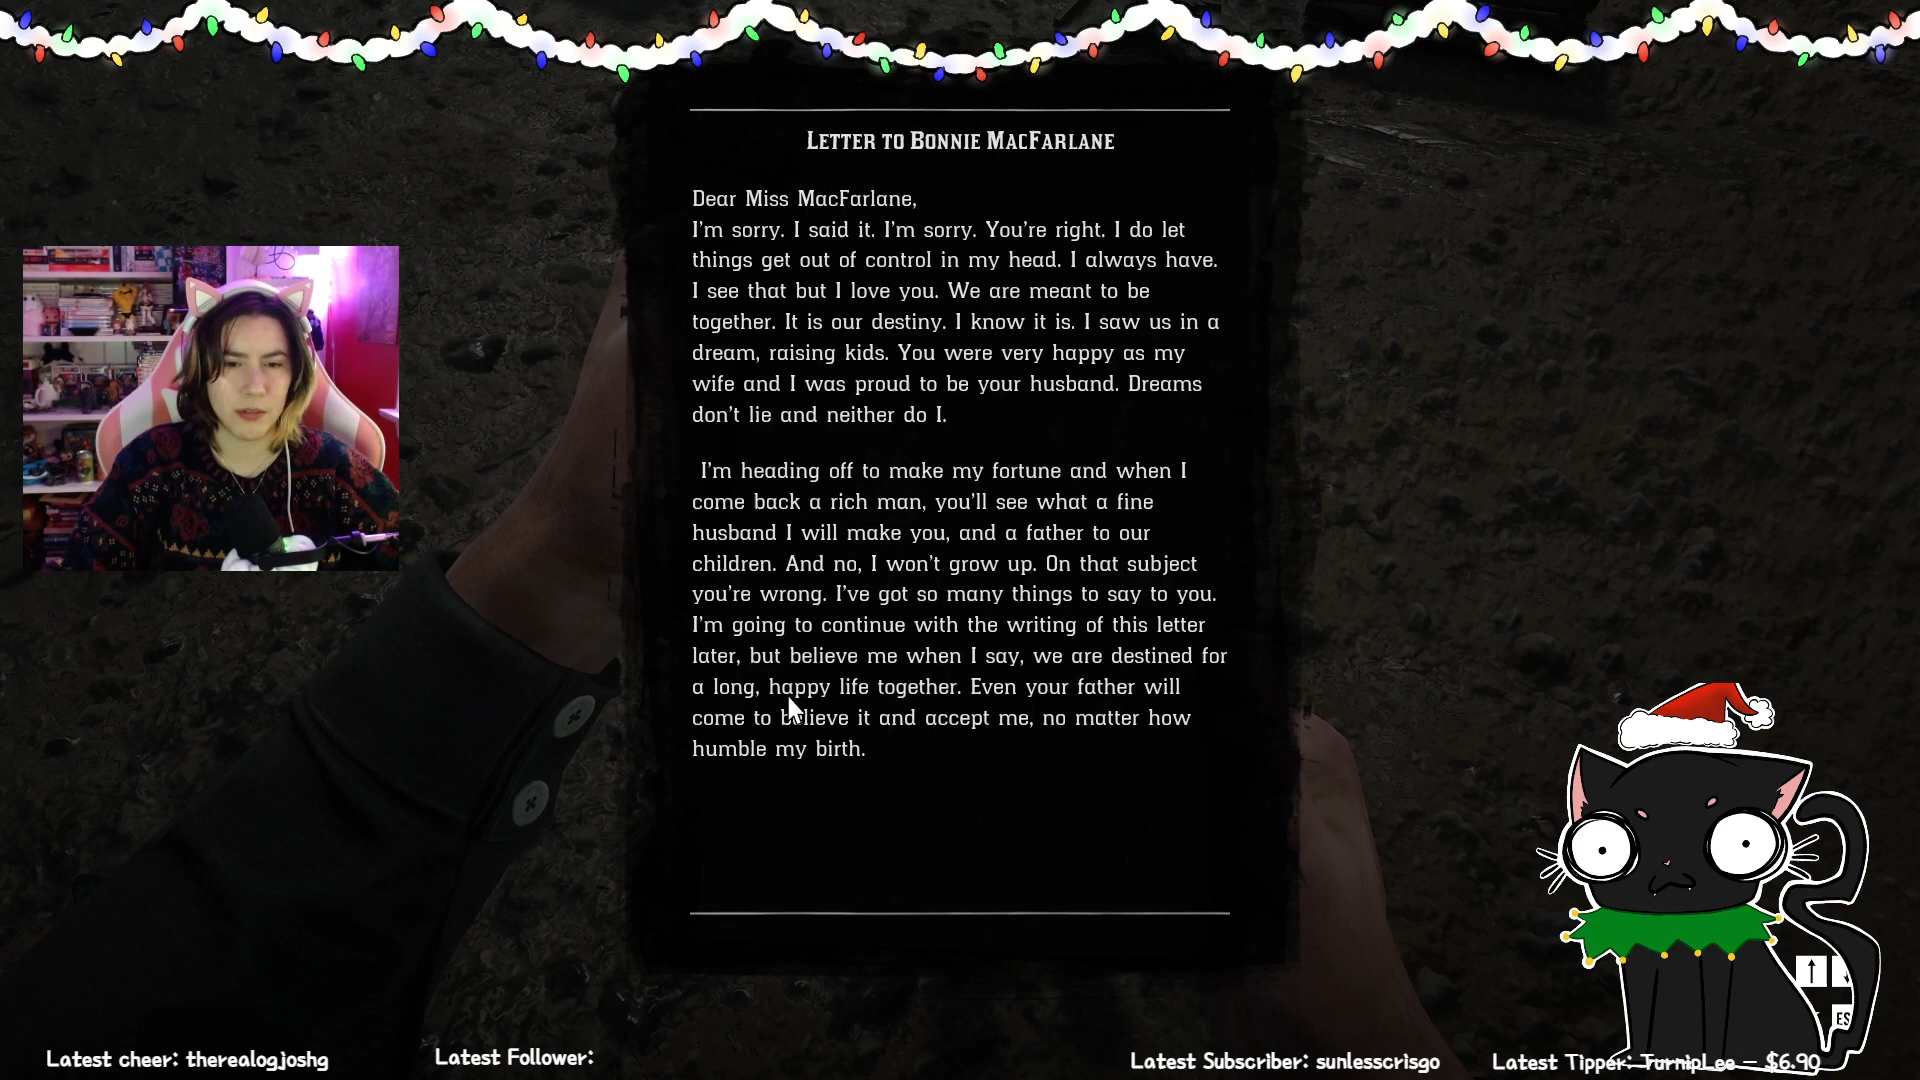 LETTER TO BONNIE MACFARLANE
Dear Miss MacFarlane,
I'm sorry. I said it. I'm sorry. You're right. I do let
things get out of control in my head. I always have.
I see that but I love you. We are meant to be
together. It is our destiny. I know it is. I saw us in a
dream, raising kids. You were very happy as my
wife and I was proud to be your husband. Dreams
don't lie and neither do I.
I'm heading off to make my fortune and when I
come back a rich man, you'll see what a fine
husband I will make you, and a father to our
children. And no, I won't grow up. On that subject
you're wrong. I've got so many things to say to you.
I'm going to continue with the writing of this letter
later, but believe me when I say, we are destined for
a long, happy life together. Even your father will
come to believe it and accept me, no matter how
humble my birth.
ES
Latest cheer: therealogjoshg
Latest Follower:
Latest Subscriber: sunlesscrisgo
Latest Tipper: TurnipLee – $6.90